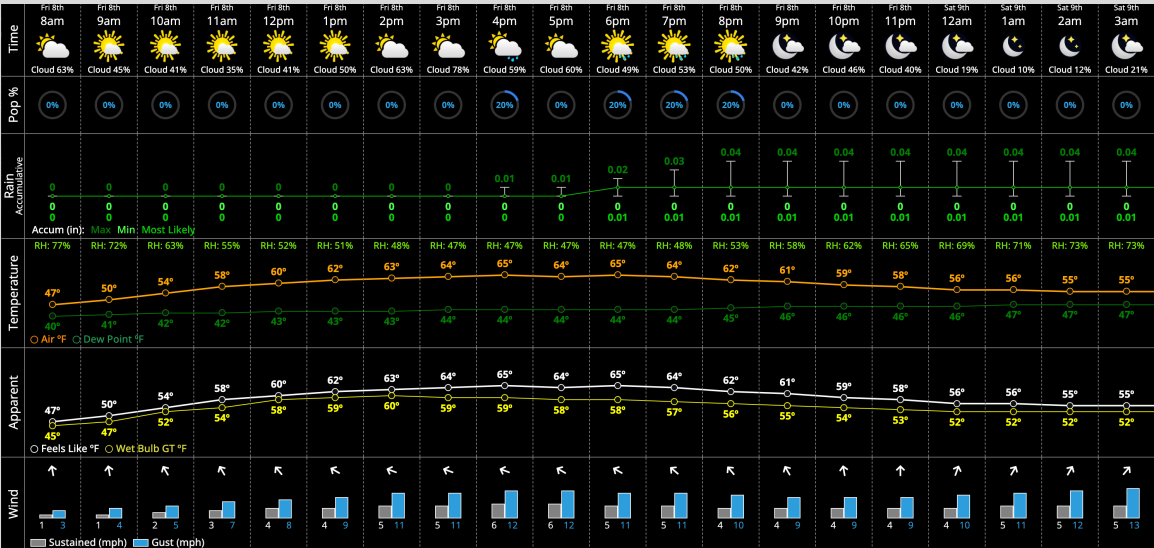 Fri 8th Fri 8th Fri 8th Fri 8th Fri 8th Fri 8th Fri 8th Fri 8th Fri 8th Fri 8th Fri 8th Fri 8th Fri 8th Fri 8th Fri 8th Fri 8th Sat 9th Sat 9th Sat 9th Sat 9th
Time 8am 9am 10am 11am 12pm 1pm 2pm 3pm 4pm 5pm 6pm 7pm 8pm 9pm 10pm 11pm 12am 1am 2am 3am
Cloud 63% Cloud 45% Cloud 41% Cloud 35% Cloud 41% Cloud 50% Cloud 63% Cloud 78% Cloud 59% Cloud 60% Cloud 49% Cloud 53% Cloud 50% Cloud 42% Cloud 46% Cloud 40% Cloud 19% Cloud 10% Cloud 12% Cloud 21%
Pop % 0% 0% 0% 0% 0% 0% 0% 0% 20% 0% 20% 20% 20% 0% 0% 0% 0% 0% 0% 0%
Rain
Accumulative
0 0 0 0 0 0 0 0 0.01 0.01 0.02 0.03 0.04 0.04 0.04 0.04 0.04 0.04 0.04 0.04
0 0 0 0 0 0 0 0 0 0 0 0 0 0 0 0 0 0 0 0
0 0 0 0 0 0 0 0 0 0 0.01 0.01 0.01 0.01 0.01 0.01 0.01 0.01 0.01 0.01
Accum (in): Max Min Most Likely
Temperature
RH: 77% RH: 72% RH: 63% RH: 55% RH: 52% RH: 51% RH: 48% RH: 47% RH: 47% RH: 47% RH: 47% RH: 48% RH: 53% RH: 58% RH: 62% RH: 65% RH: 69% RH: 71% RH: 73% RH: 73%
47° 50° 54° 58° 60° 62° 63° 64° 65° 64° 65° 64° 62° 61° 59° 58° 56° 56° 55° 55°
40° 41° 42° 42° 43° 43° 43° 44° 44° 44° 44° 44° 45° 46° 46° 46° 46° 47° 47° 47°
Air °F Dew Point °F
Apparent
47° 50° 54° 58° 60° 62° 63° 64° 65° 64° 65° 64° 62° 61° 59° 58° 56° 56° 55° 55°
45° 47° 52° 54° 58° 59° 60° 59° 59° 58° 58° 57° 56° 55° 54° 53° 52° 52° 52° 52°
Feels Like °F Wet Bulb GT °F
Wind
1 3 1 4 2 5 3 7 4 8 4 9 5 11 5 11 6 12 6 12 5 11 5 11 4 10 4 9 4 9 4 9 4 10 5 11 5 12 5 13
Sustained (mph) Gust (mph)